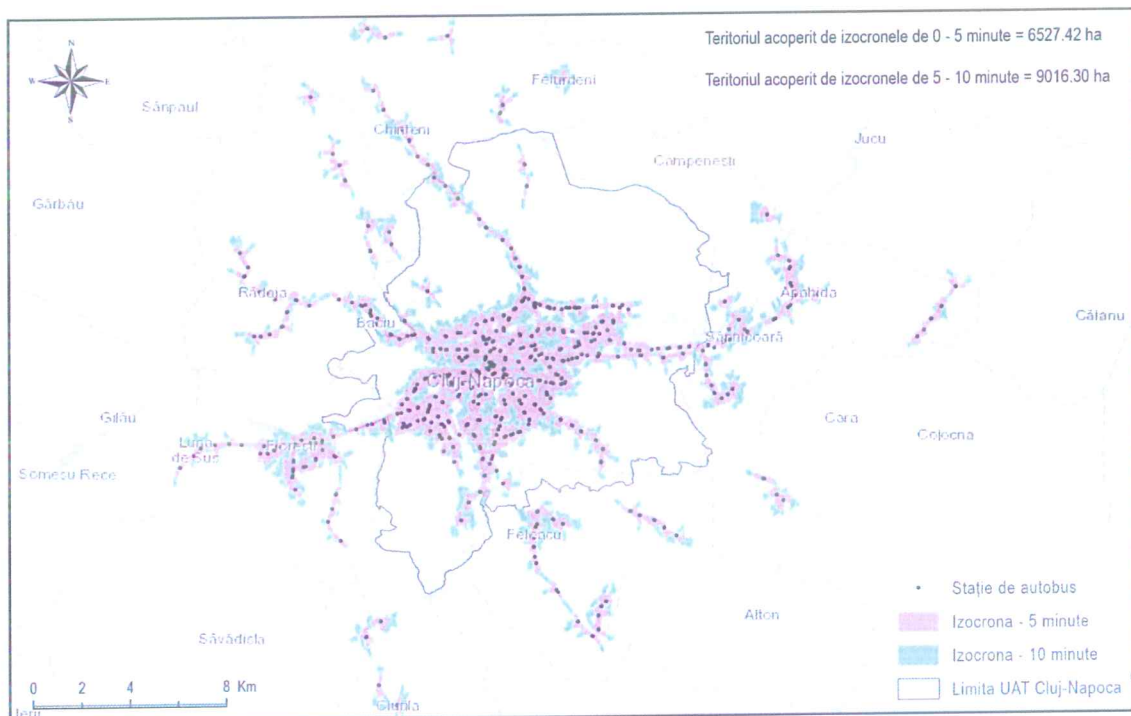 Teritoriul acoperit de izocronele de 0 - 5 minute = 6527.42 ha
Teritoriul acoperit de izocronele de 5 - 10 minute = 9016.30 ha
N
W
E
S
Feiurdeni
Sânpaul
Chinteni
Jucu
Câmpenești
Gârbău
Rădaia
Apahida
Baciu
Sânnicoară
Căianu
Cluj-Napoca
Gilău
Cara
Cojocna
Luna
de Sus
Florești
Someșu Rece
Feleacu
Stație de autobus
Aiton
Izocrona - 5 minute
Săvădisla
Izocrona - 10 minute
0 2 4 8 Km
Limita UAT Cluj-Napoca
Ciurila